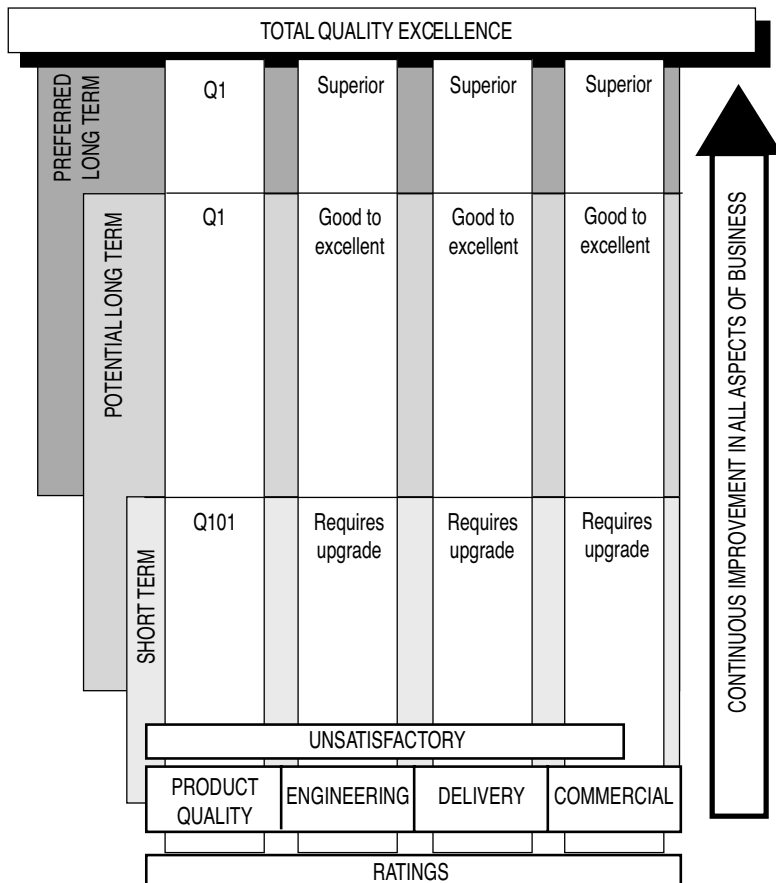 TOTAL QUALITY EXCELLENCE
PREFERRED
LONG TERM
Q1
Superior
Superior
Superior
POTENTIAL LONG TERM
Q1
Good to
excellent
Good to
excellent
Good to
excellent
SHORT TERM
Q101
Requires
upgrade
Requires
upgrade
Requires
upgrade
CONTINUOUS IMPROVEMENT IN ALL ASPECTS OF BUSINESS
UNSATISFACTORY
PRODUCT
QUALITY
ENGINEERING
DELIVERY
COMMERCIAL
RATINGS